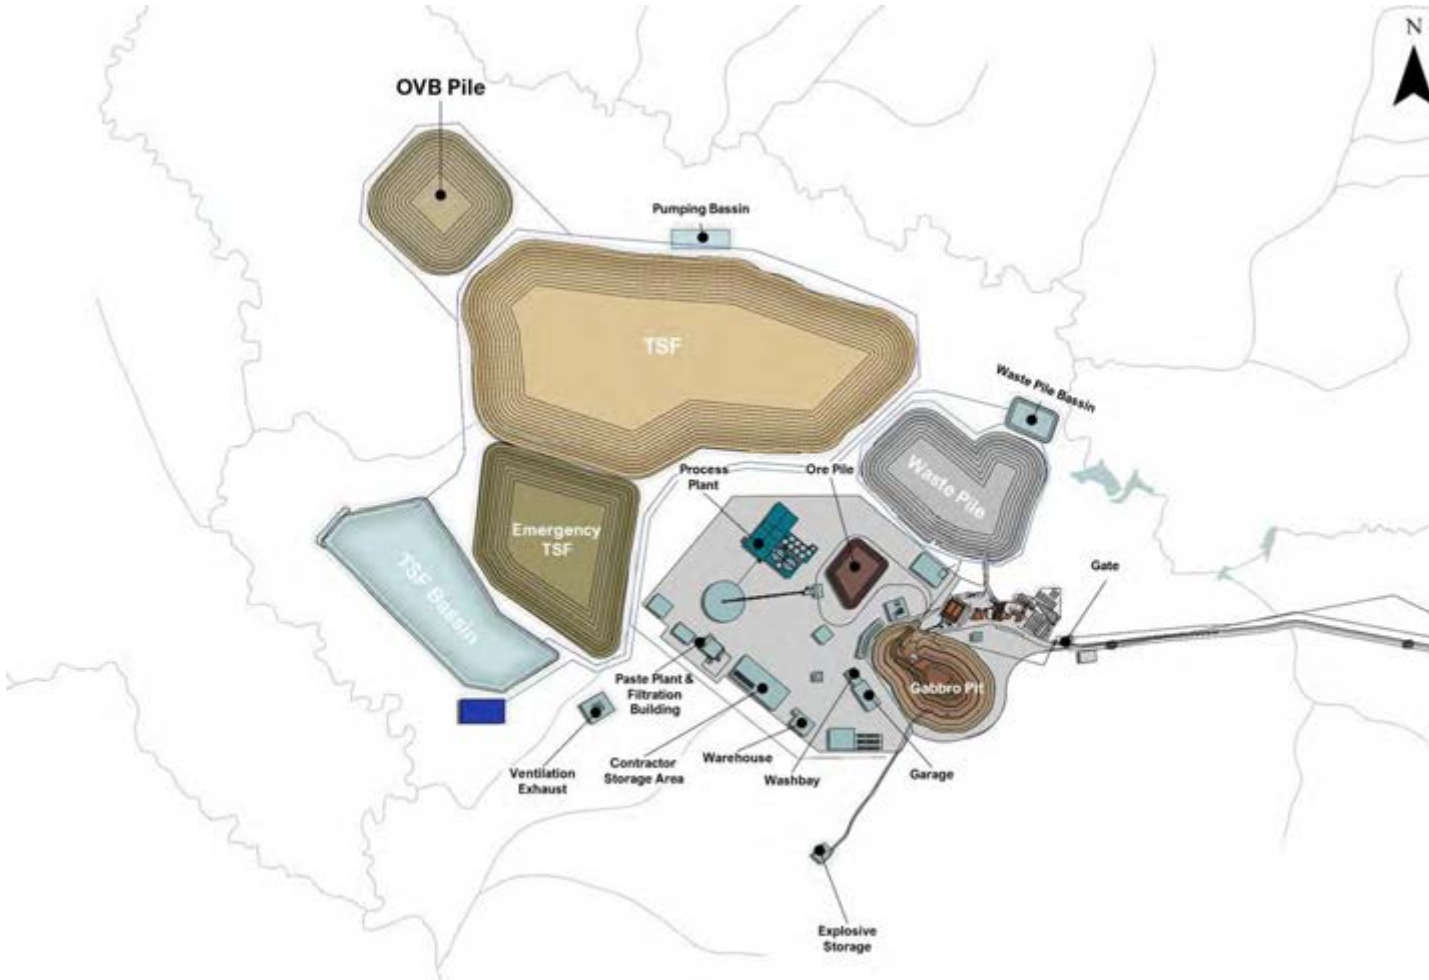 N
OVB Pile
Pumping Bassin
TSF
Waste Pile Bassin
Process
Plant
Ore Pile
Waste Pile
Emergency
TSF
TSF Bassin
Gate
Paste Plant &
Filtration
Building
Gabbro Pit
Ventilation
Exhaust
Contractor
Storage Area
Warehouse
Washbay
Garage
Explosive
Storage